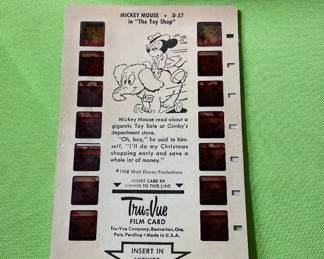 MICKEY MOUSE • D-27
in "The Toy Shop"
Mickey Mouse read about a
gigantic Toy Sale at Gimby's
department store.
"Oh, boy," he said to him-
self, "I'll do my Christmas
shopping early and save a
whole lot of money."
©1958 Walt Disney Productions
INSERT CARD IN
VIEWER TO THIS LINE
Tru-Vue
FILM CARD
Tru-Vue Company, Beaverton, Ore.
Pats. Pending • Made in U.S.A.
INSERT IN
VIEWER